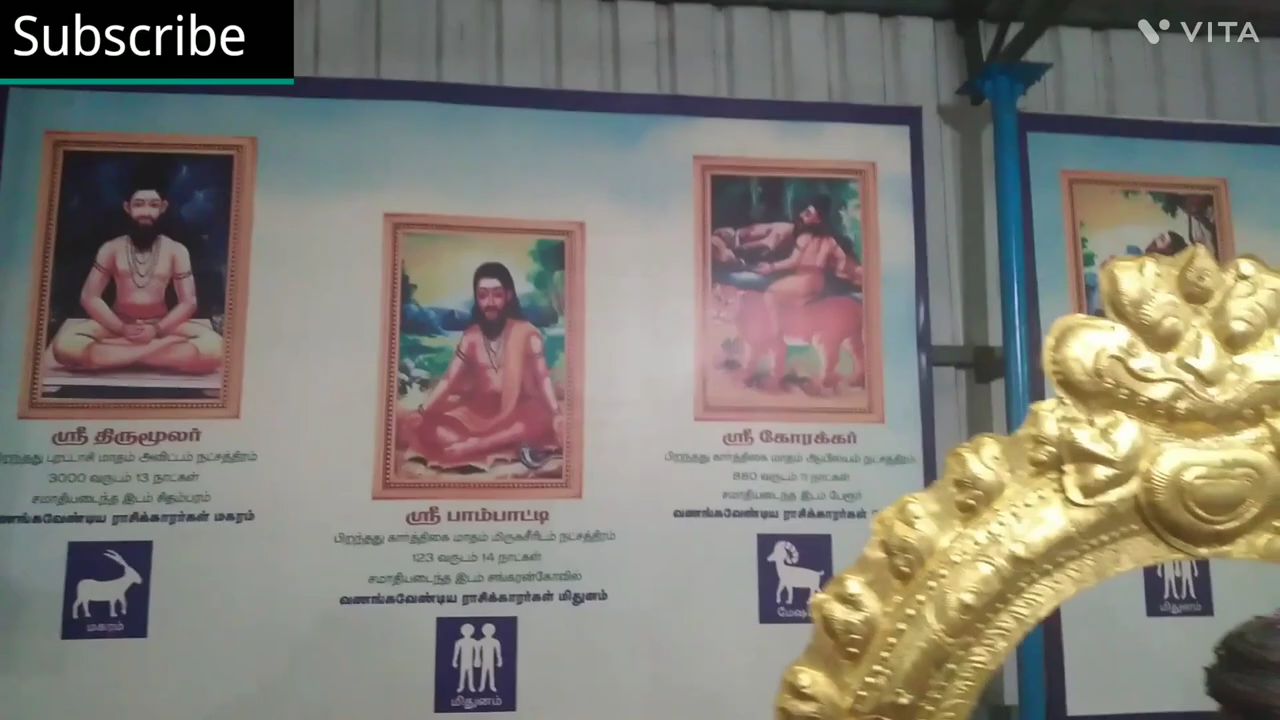 Subscribe
VITA
ஸ்ரீ திருமூலர்
பிறந்தது புரட்டாசி மாதம் அவிட்டம் நட்சத்திரம்
3000 வருடம் 13 நாட்கள்
சமாதியடைந்த இடம் சிதம்பரம்
வணங்கவேண்டிய ராசிக்காரர்கள் மகரம்
மகரம்
ஸ்ரீ பாம்பாட்டி
பிறந்தது கார்த்திகை மாதம் மிருகசீரிடம் நட்சத்திரம்
123 வருடம் 14 நாட்கள்
சமாதியடைந்த இடம் சங்கரன்கோவில்
வணங்கவேண்டிய ராசிக்காரர்கள் மிதுனம்
மிதுனம்
ஸ்ரீ கோரக்கர்
பிறந்தது கார்த்திகை மாதம் ஆயில்யம் நட்சத்திரம்
880 வருடம் 11 நாட்கள்
சமாதியடைந்த இடம் பேரூர்
வணங்கவேண்டிய ராசிக்காரர்கள்
மிதுனம்